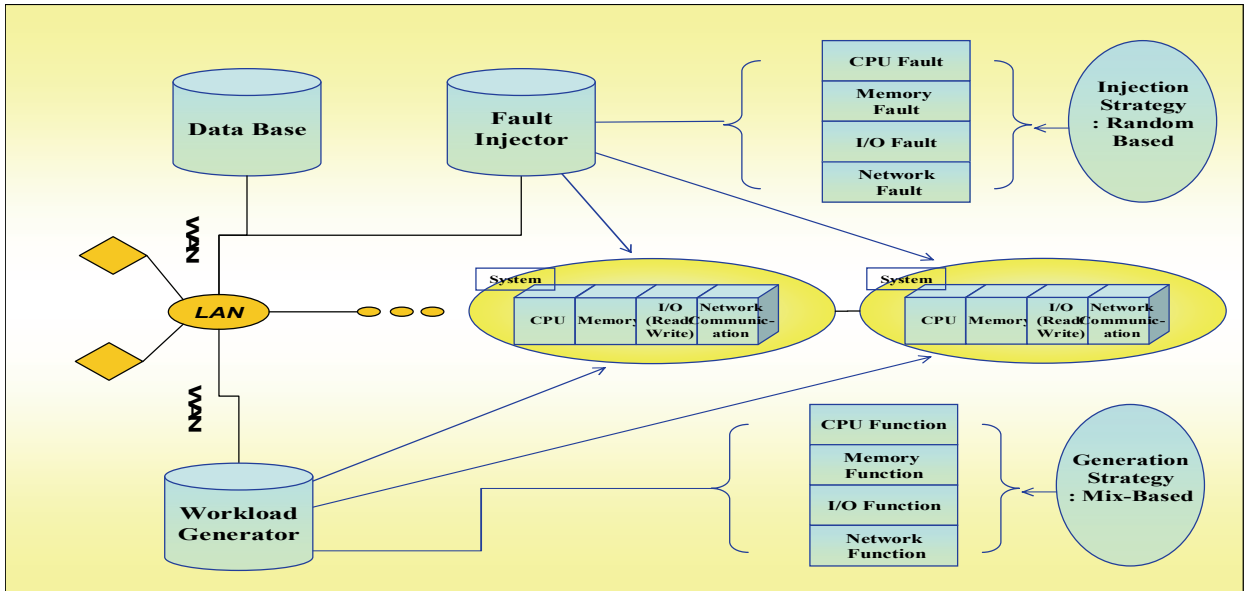 Data Base
Fault
Injector
CPU Fault
Memory
Fault
I/O Fault
Network
Fault
Injection
Strategy
: Random
Based
WAN
LAN
System
CPU
Memory
I/O
(Read/
Write)
Network
Communic-
ation
System
CPU
Memory
I/O
(Read/
Write)
Network
Communic-
ation
WAN
Workload
Generator
CPU Function
Memory
Function
I/O Function
Network
Function
Generation
Strategy
: Mix-Based